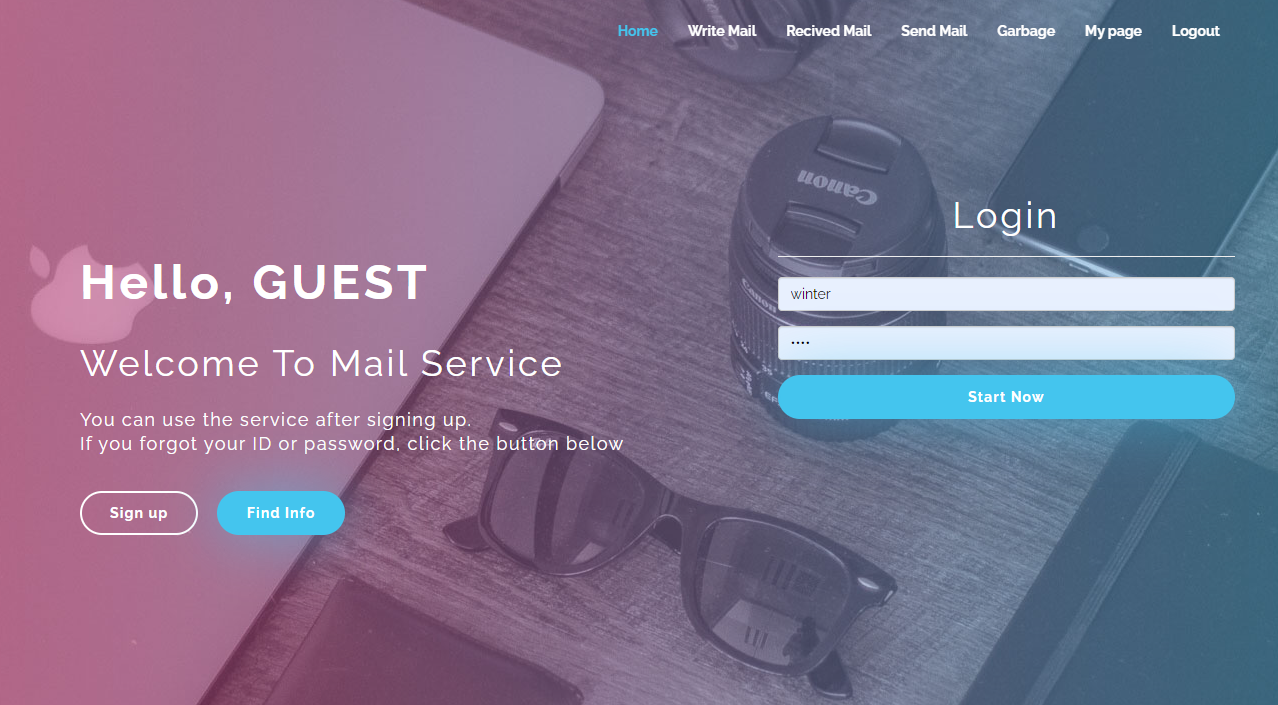 Home Write Mail Recived Mail Send Mail Garbage My page Logout
Canon
Canon
Login
Hello, GUEST
winter
Welcome To Mail Service
••••
Start Now
You can use the service after signing up.
If you forgot your ID or password, click the button below
Sign up Find Info